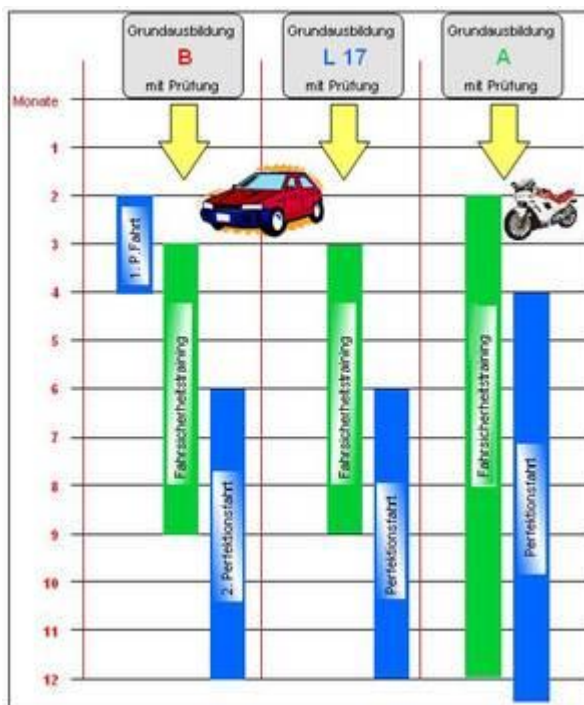 Grundausbildung
B
mit Prüfung
Grundausbildung
L 17
mit Prüfung
Grundausbildung
A
mit Prüfung
Monate
1
2
3
4
5
6
7
8
9
10
11
12
1. P.Fahrt
Fahrsicherheitstraining
2. Perfektionsfahrt
Fahrsicherheitstraining
Perfektionsfahrt
Fahrsicherheitstraining
Perfektionsfahrt